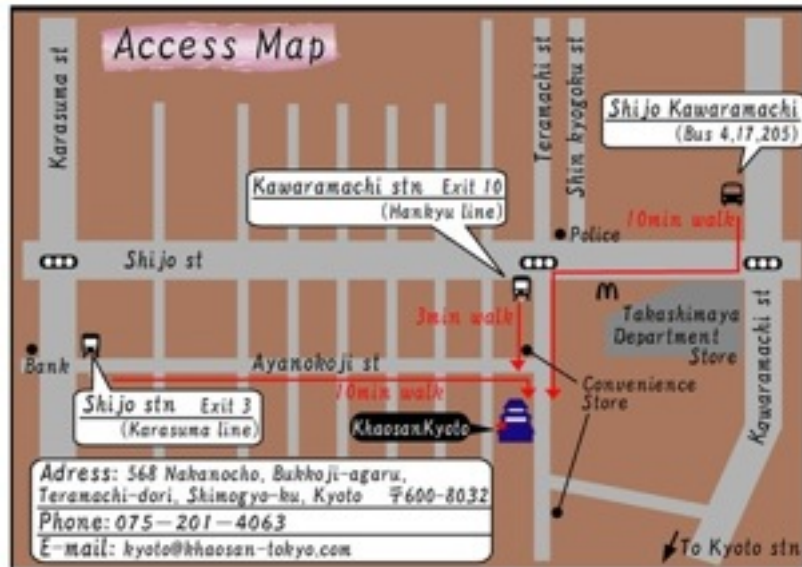 Access Map
Karasuma st
Teramachi st
Shin kyogoku st
Shijo Kawaramachi
(Bus 4,17,205)
Kawaramachi stn Exit 10
(Hankyu line)
10min walk
Police
Shijo st
3min walk
Takashimaya
Department
Store
Kawaramachi st
Bank
Ayanokoji st
10min walk
Convenience
Store
Shijo stn Exit 3
(Karasuma line)
KhaosanKyoto
Adress: 568 Nakanocho, Bukkoji-agaru,
Teramachi-dori, Shimogyo-ku, Kyoto 〒600-8032
Phone: 075-201-4063
E-mail: kyoto@khaosan-tokyo.com
To Kyoto stn